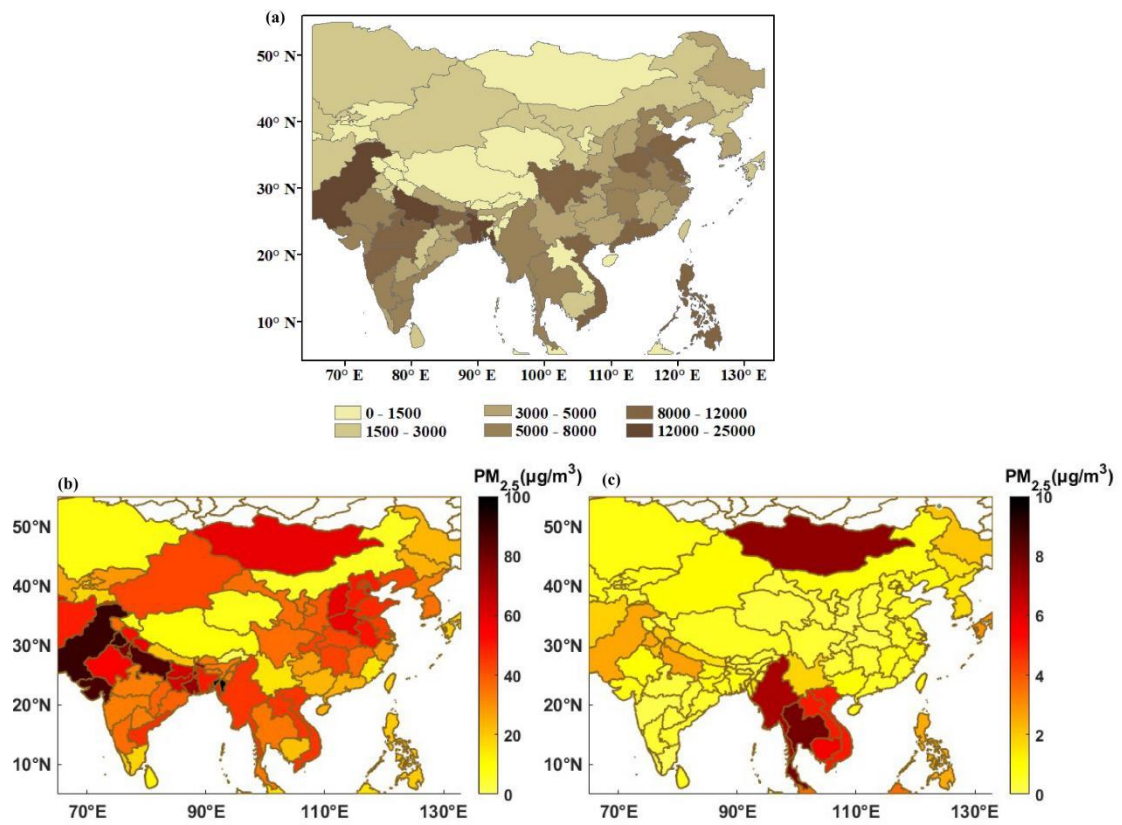 (a)
50° N
40° N
30° N
20° N
10° N
70° E 80° E 90° E 100° E 110° E 120° E 130° E
0 - 1500 3000 - 5000 8000 - 12000
1500 - 3000 5000 - 8000 12000 - 25000
(b) PM2.5(µg/m³)
50°N
40°N
30°N
20°N
10°N
70°E 90°E 110°E 130°E
100
80
60
40
20
0
(c) PM2.5(µg/m³)
50°N
40°N
30°N
20°N
10°N
70°E 90°E 110°E 130°E
10
8
6
4
2
0